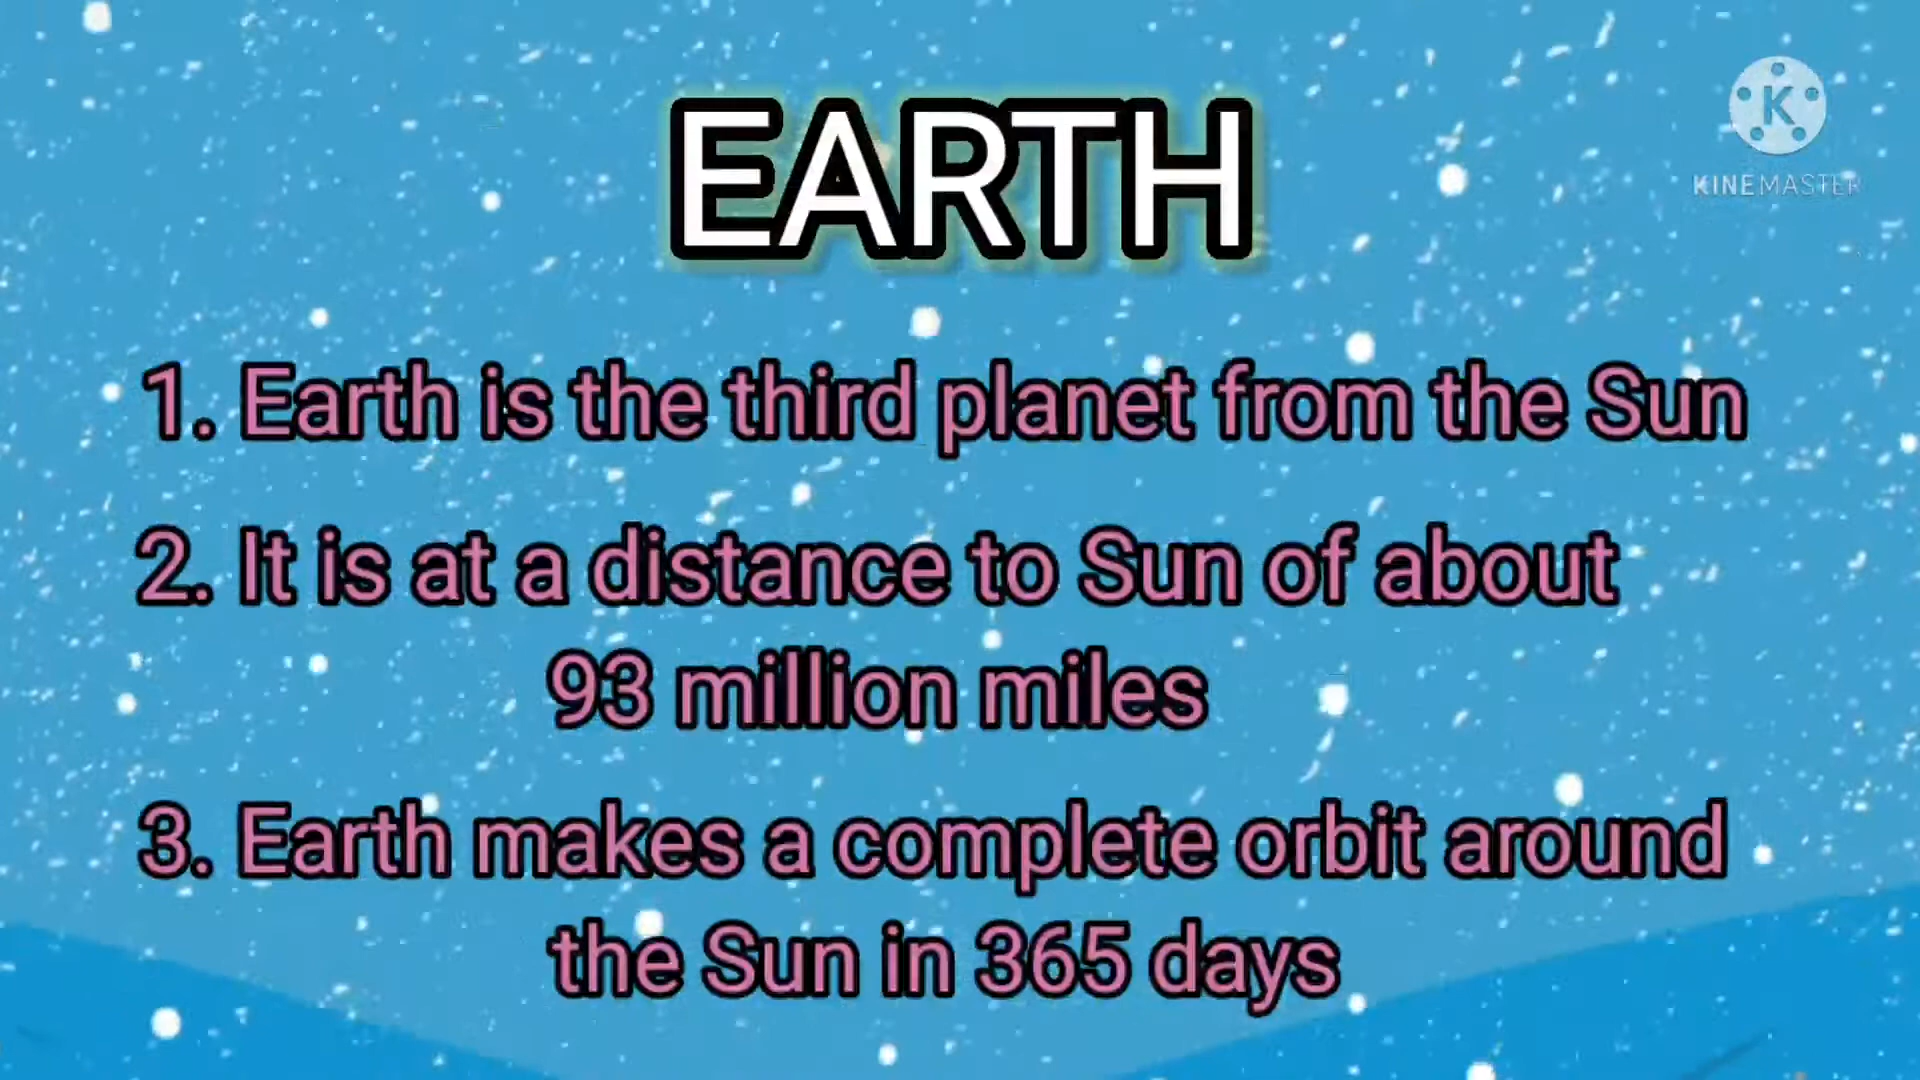 EARTH
K
KINEMASTER
1. Earth is the third planet from the Sun
2. It is at a distance to Sun of about
93 million miles
3. Earth makes a complete orbit around
the Sun in 365 days